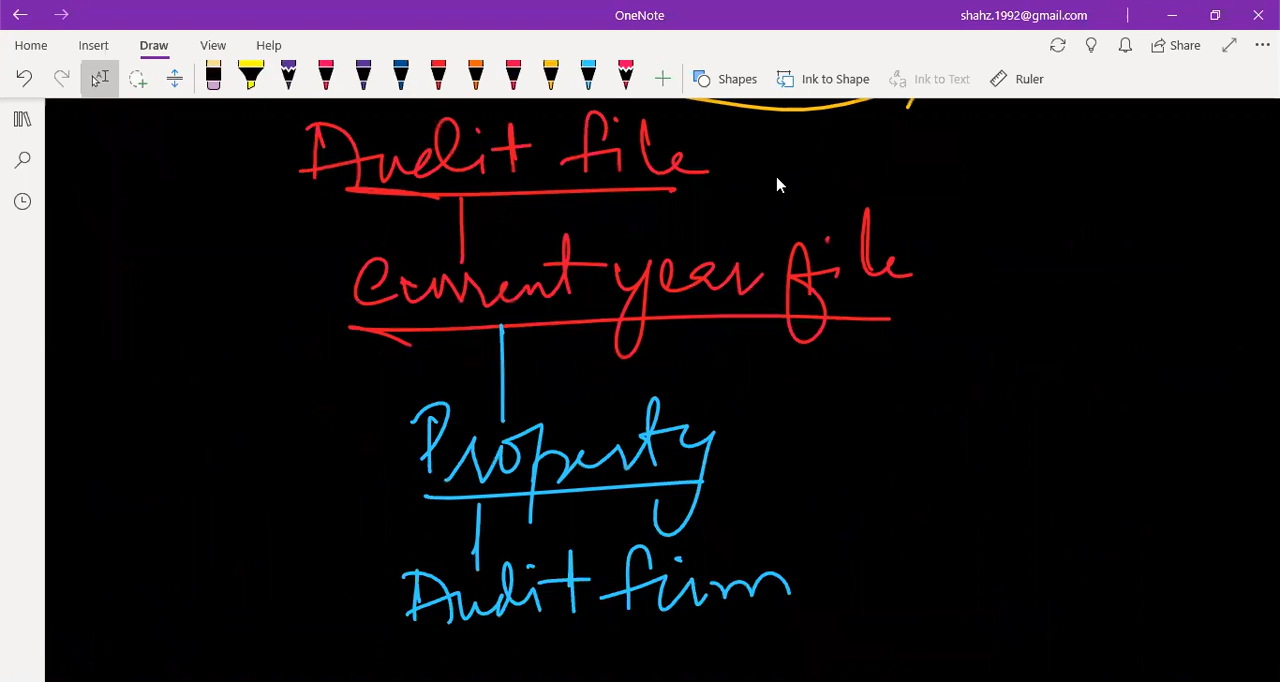 OneNote
shahz.1992@gmail.com
Home Insert Draw View Help
Share
Shapes Ink to Shape Ink to Text Ruler
Audit file
Current year file
Property
Audit firm